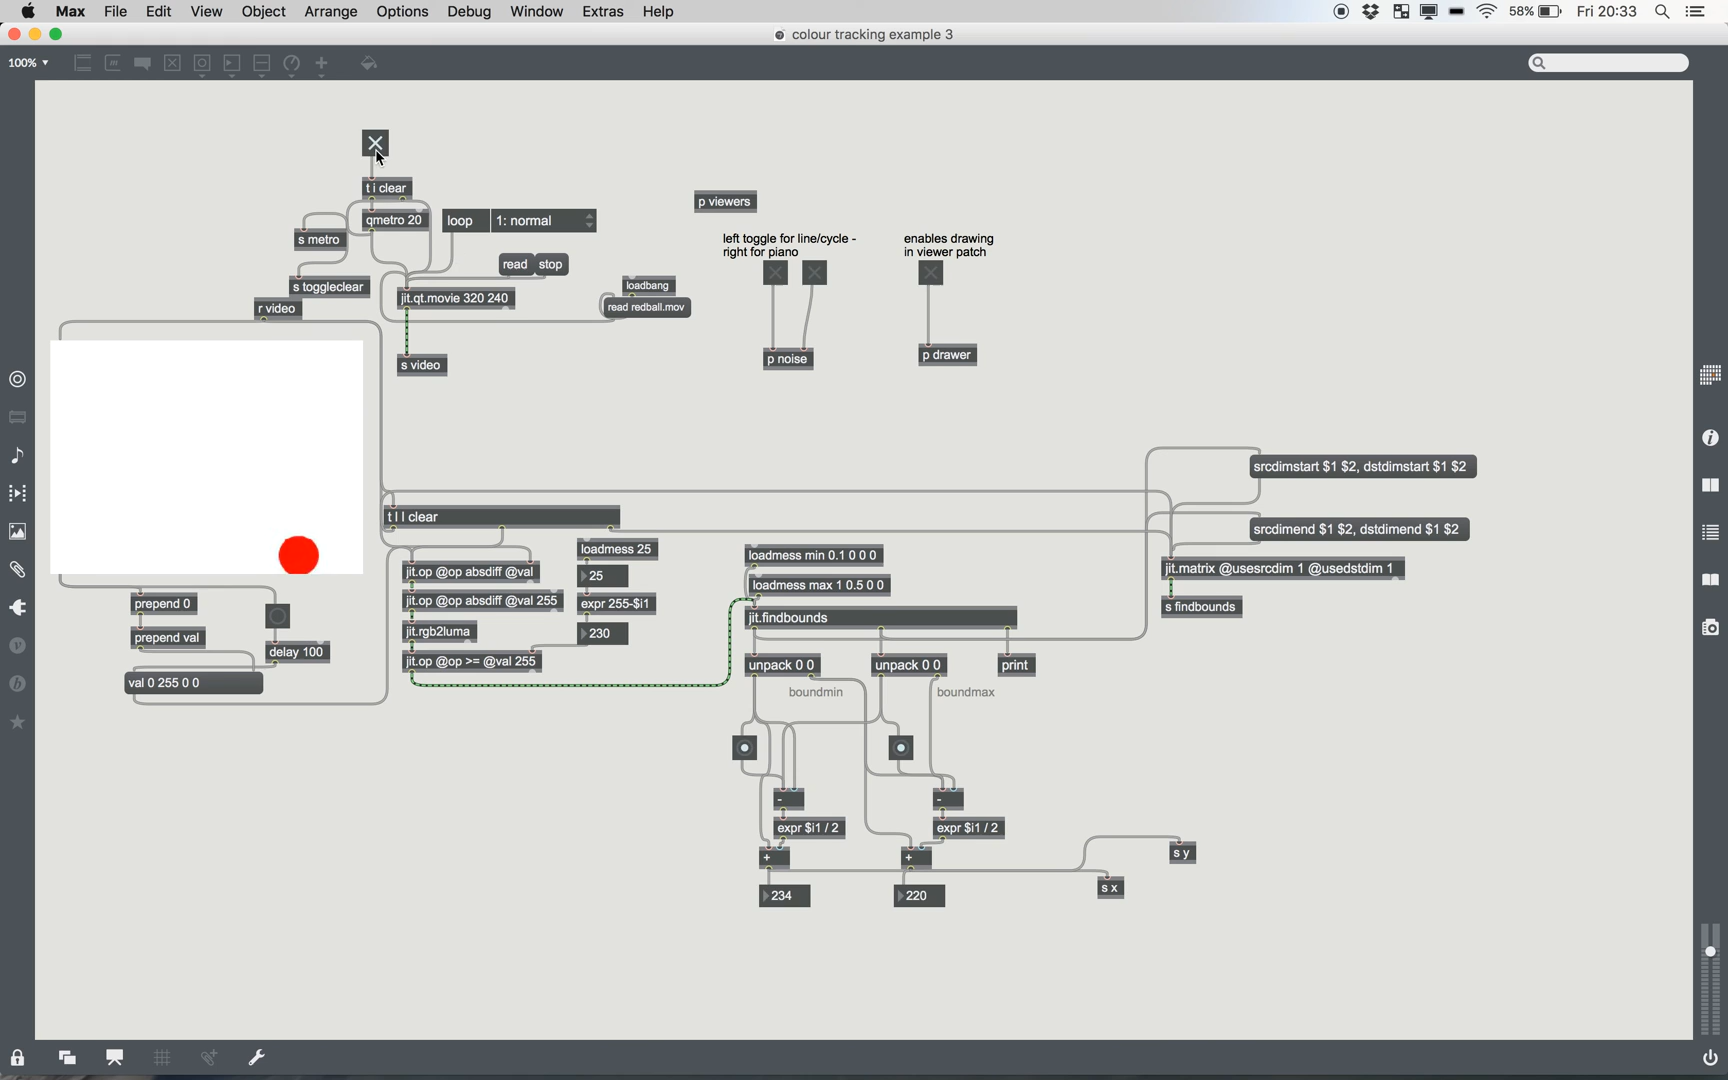 Max File Edit View Object Arrange Options Debug Window Extras Help 58% Fri 20:33
colour tracking example 3
100%
t i clear
qmetro 20
loop 1: normal
s metro
read stop
s toggleclear
jit.qt.movie 320 240
loadbang
read redball.mov
r video
s video
p viewers
left toggle for line/cycle -
right for piano
enables drawing
in viewer patch
p noise
p drawer
srcdimstart $1 $2, dstdimstart $1 $2
t l l clear
srcdimend $1 $2, dstdimend $1 $2
loadmess 25
loadmess min 0.1 0 0 0
jit.op @op absdiff @val
25
jit.matrix @usesrcdim 1 @usedstdim 1
loadmess max 1 0.5 0 0
jit.op @op absdiff @val 255
expr 255-$i1
prepend 0
s findbounds
jit.findbounds
jit.rgb2luma
230
prepend val
delay 100
jit.op @op >= @val 255
unpack 0 0
unpack 0 0
print
val 0 255 0 0
boundmin
boundmax
-
-
expr $i1 / 2
expr $i1 / 2
+
+
s y
s x
234
220